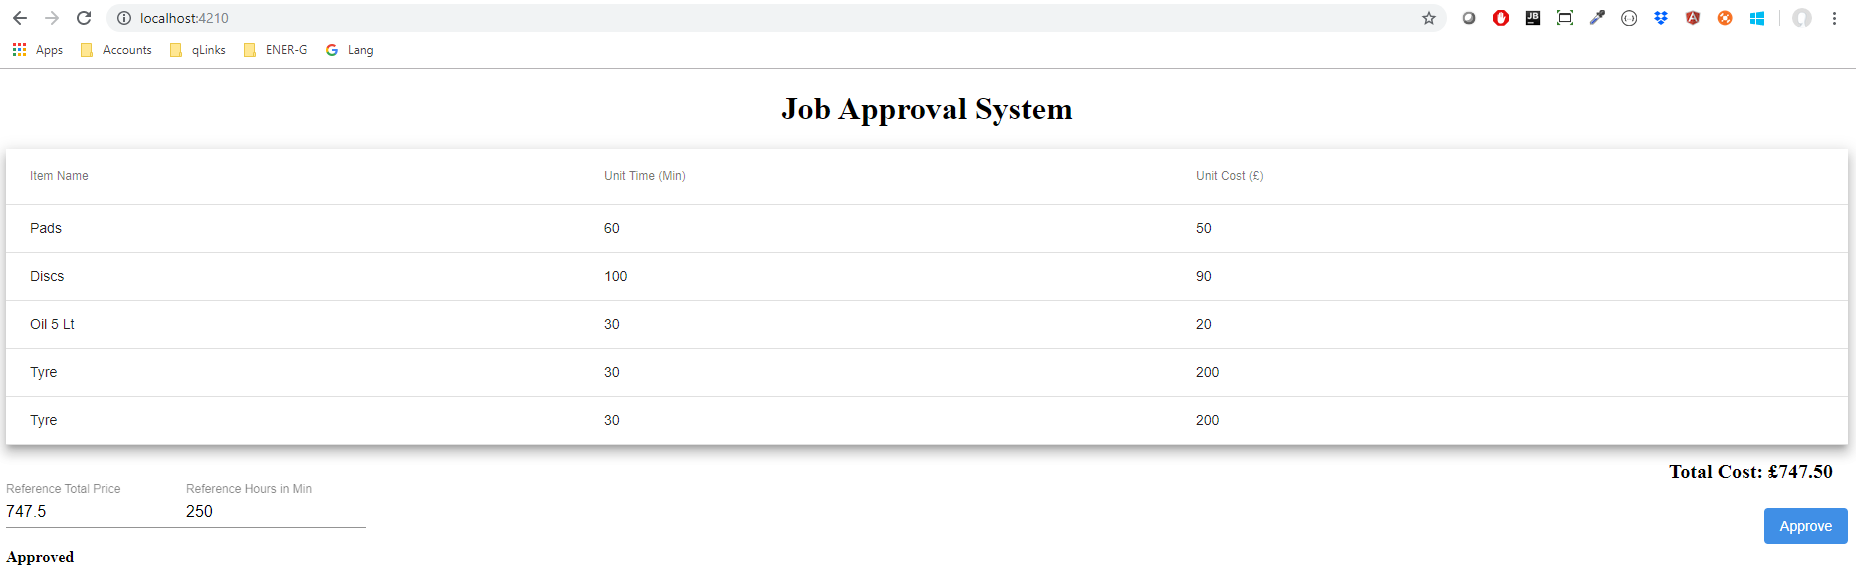 localhost:4210
Apps Accounts qLinks ENER-G Lang
Job Approval System
Item Name Unit Time (Min) Unit Cost (£)
Pads 60 50
Discs 100 90
Oil 5 Lt 30 20
Tyre 30 200
Tyre 30 200
Total Cost: £747.50
Reference Total Price Reference Hours in Min
747.5 250
Approve
Approved